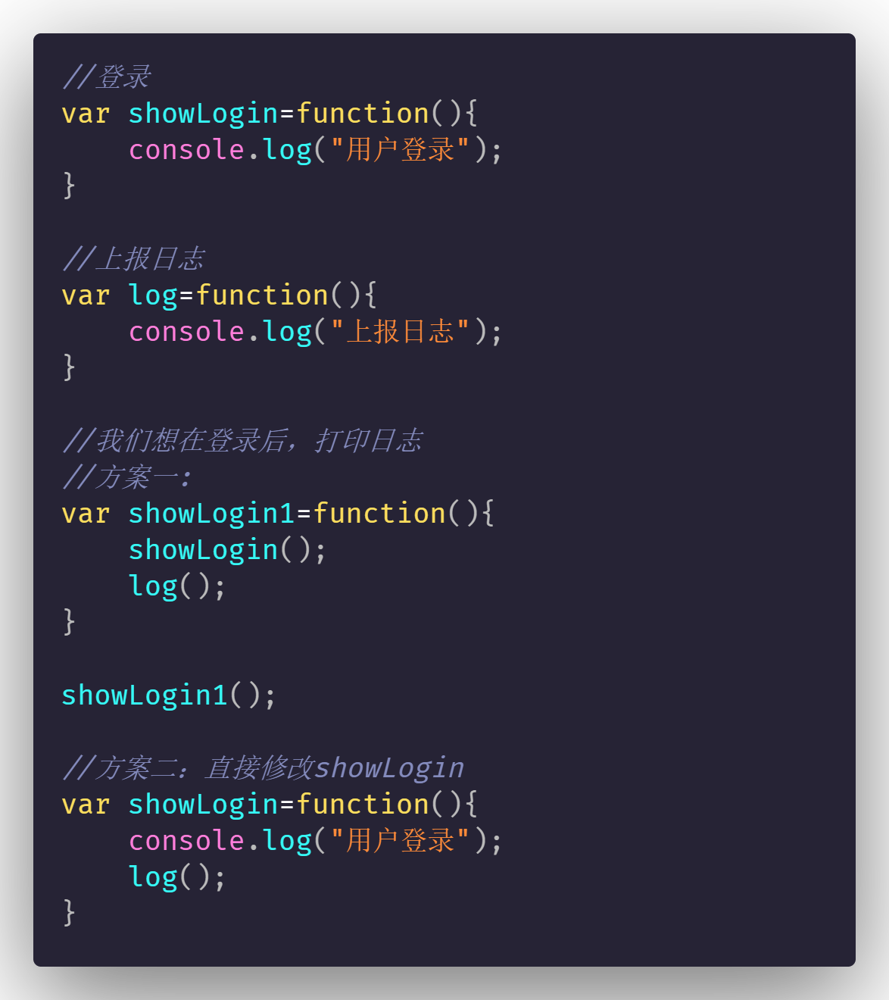 //登录
var showLogin=function(){
    console.log("用户登录");
}
//上报日志
var log=function(){
    console.log("上报日志");
}
//我们想在登录后，打印日志
//方案一：
var showLogin1=function(){
    showLogin();
    log();
}
showLogin1();
//方案二：直接修改showLogin
var showLogin=function(){
    console.log("用户登录");
    log();
}